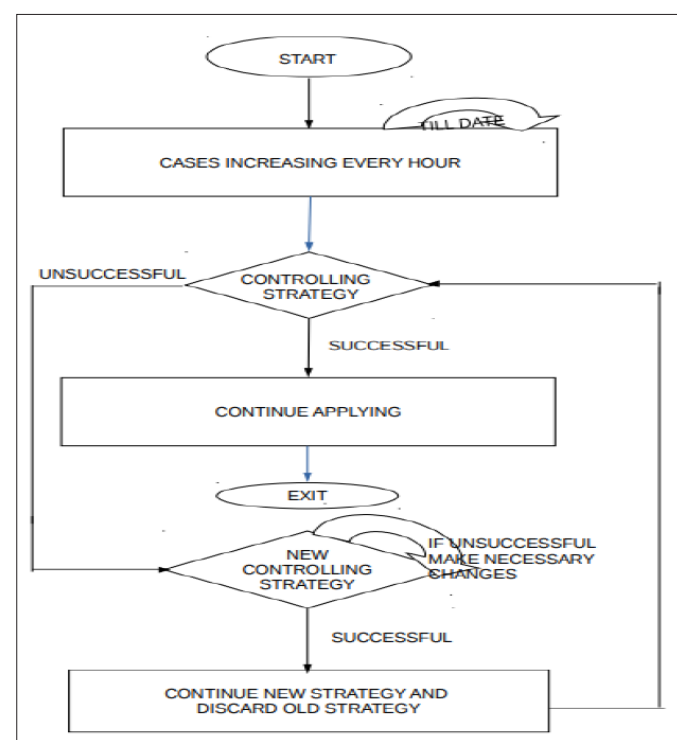 START
TILL DATE
CASES INCREASING EVERY HOUR
UNSUCCESSFUL
CONTROLLING
STRATEGY
SUCCESSFUL
CONTINUE APPLYING
EXIT
NEW
CONTROLLING
STRATEGY
IF UNSUCCESSFUL
MAKE NECESSARY
CHANGES
SUCCESSFUL
CONTINUE NEW STRATEGY AND
DISCARD OLD STRATEGY